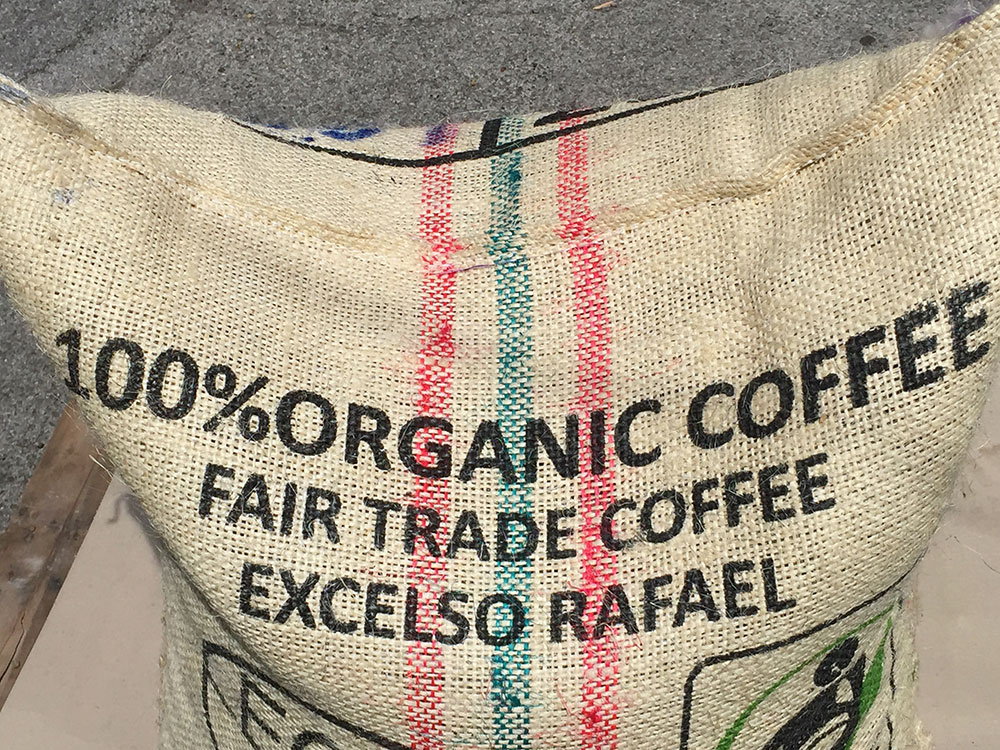 100%ORGANIC COFFEE
FAIR TRADE COFFEE
EXCELSO RAFAEL